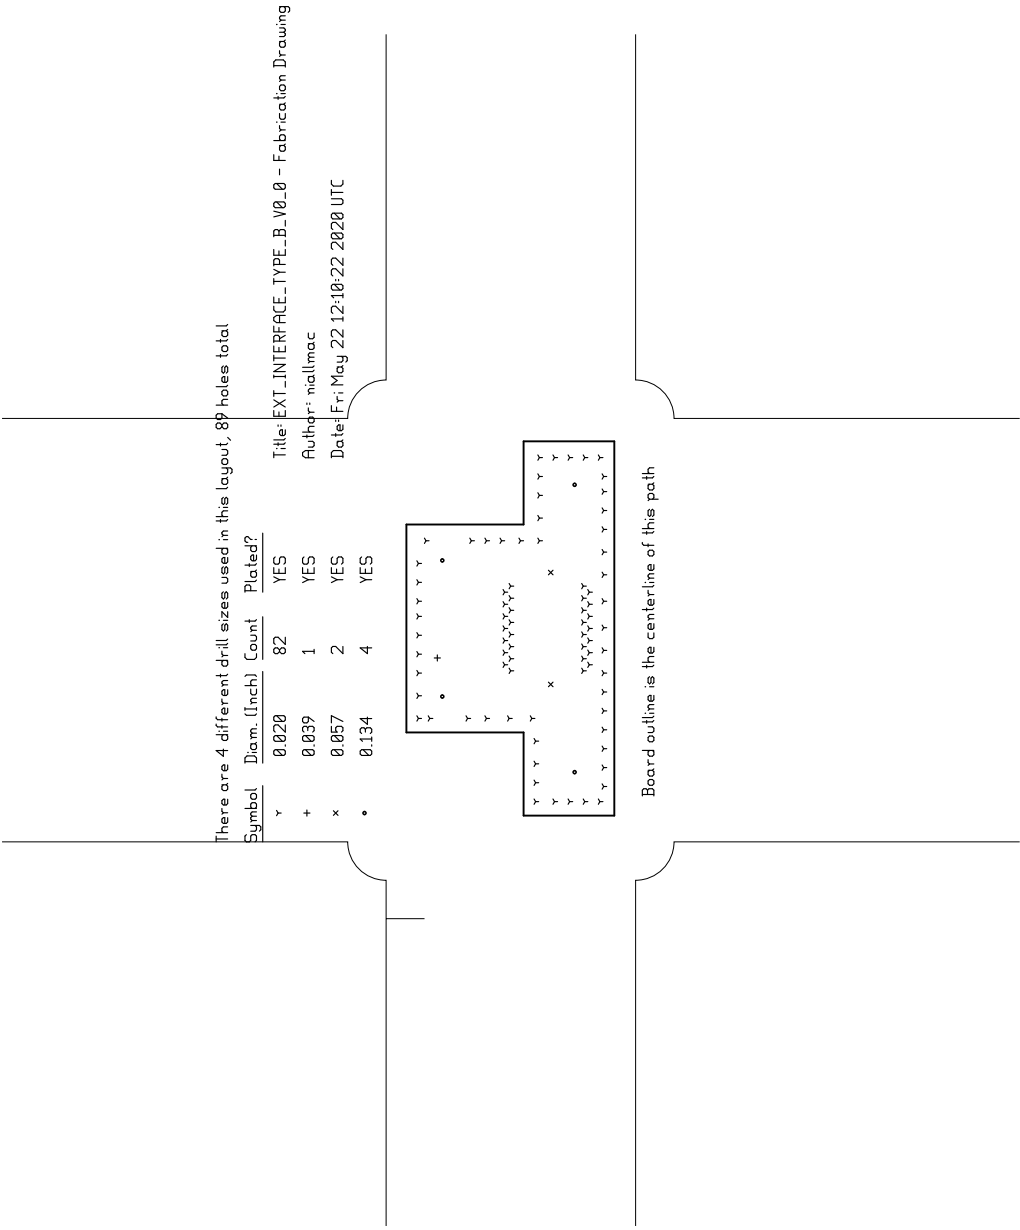 There are 4 different drill sizes used in this layout, 89 holes total
Symbol Diam. (Inch) Count Plated?
0.020 82 YES
+ 0.039 1 YES
x 0.057 2 YES
0.134 4 YES
Title: EXT_INTERFACE_TYPE_B_V0_0 - Fabrication Drawing
Author: niallmac
Date: Fri May 22 12:10:22 2020 UTC
Board outline is the centerline of this path